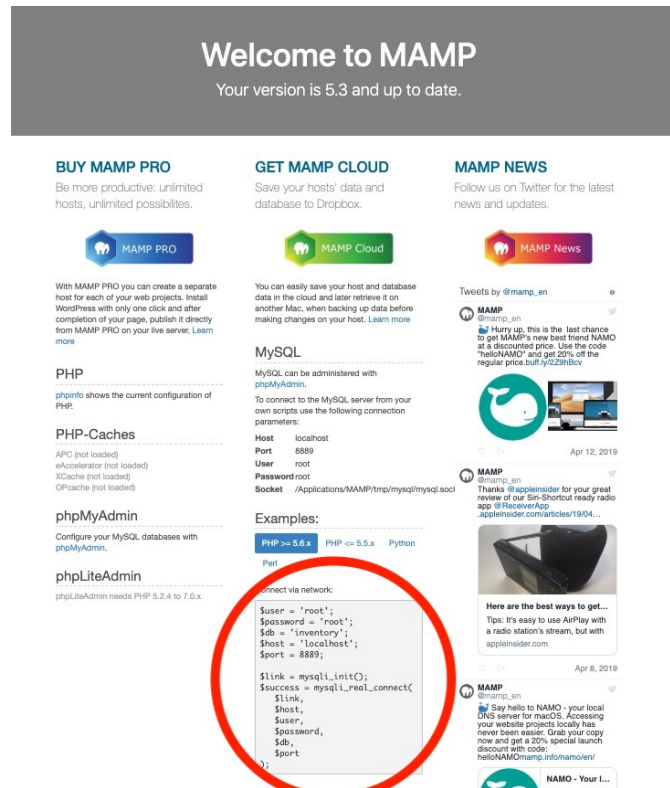 Welcome to MAMP
Your version is 5.3 and up to date.
BUY MAMP PRO
Be more productive: unlimited
hosts, unlimited possibilites.
MAMP PRO
With MAMP PRO you can create a separate
host for each of your web projects. Install
WordPress with only one click and after
completion of your page, publish it directly
from MAMP PRO on your live server. Learn
more
PHP
phpinfo shows the current configuration of
PHP.
PHP-Caches
APC (not loaded)
eAccelerator (not loaded)
XCache (not loaded)
OPcache (not loaded)
phpMyAdmin
Configure your MySQL databases with
phpMyAdmin.
phpLiteAdmin
phpLiteAdmin needs PHP 5.2.4 to 7.0.x
GET MAMP CLOUD
Save your hosts' data and
database to Dropbox.
MAMP Cloud
You can easily save your host and database
data in the cloud and later retrieve it on
another Mac, when backing up data before
making changes on your host. Learn more
MySQL
MySQL can be administered with
phpMyAdmin.
To connect to the MySQL server from your
own scripts use the following connection
parameters:
Host localhost
Port 8889
User root
Password root
Socket /Applications/MAMP/tmp/mysql/mysql.socl
Examples:
PHP >= 5.6.x PHP <= 5.5.x Python
Perl
onnect via network:
$user = 'root';
$password = 'root';
$db = 'inventory';
$host = 'localhost';
$port = 8889;
$link = mysqli_init();
$success = mysqli_real_connect(
$link,
$host,
$user,
$password,
$db,
$port
);
MAMP NEWS
Follow us on Twitter for the latest
news and updates.
MAMP News
Tweets by @mamp_en
MAMP
@mamp_en
Hurry up, this is the last chance
to get MAMP's new best friend NAMO
at a discounted price. Use the code
"helloNAMO" and get 20% off the
regular price.buff.ly/2Z9hBcv
Apr 12, 2019
MAMP
@mamp_en
Thanks @appleinsider for your great
review of our Siri-Shortcut ready radio
app @ReceiverApp
.appleinsider.com/articles/19/04…
Here are the best ways to get...
Tips: It's easy to use AirPlay with
a radio station's stream, but with
appleinsider.com
Apr 8, 2019
MAMP
@mamp_en
Say hello to NAMO - your local
DNS server for macOS. Accessing
your website projects locally has
never been easier. Grab your copy
now and get a 20% special launch
discount with code:
helloNAMOmamp.info/namo/en/
NAMO - Your l...